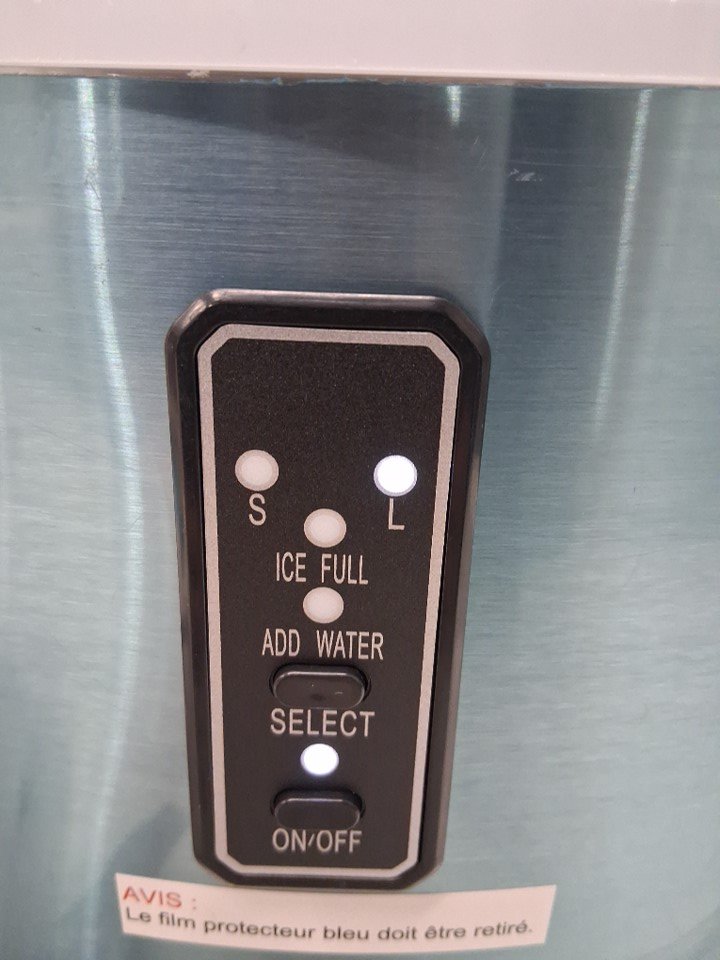 S L
ICE FULL
ADD WATER
SELECT
ON/OFF
AVIS :
Le film protecteur bleu doit être retiré.